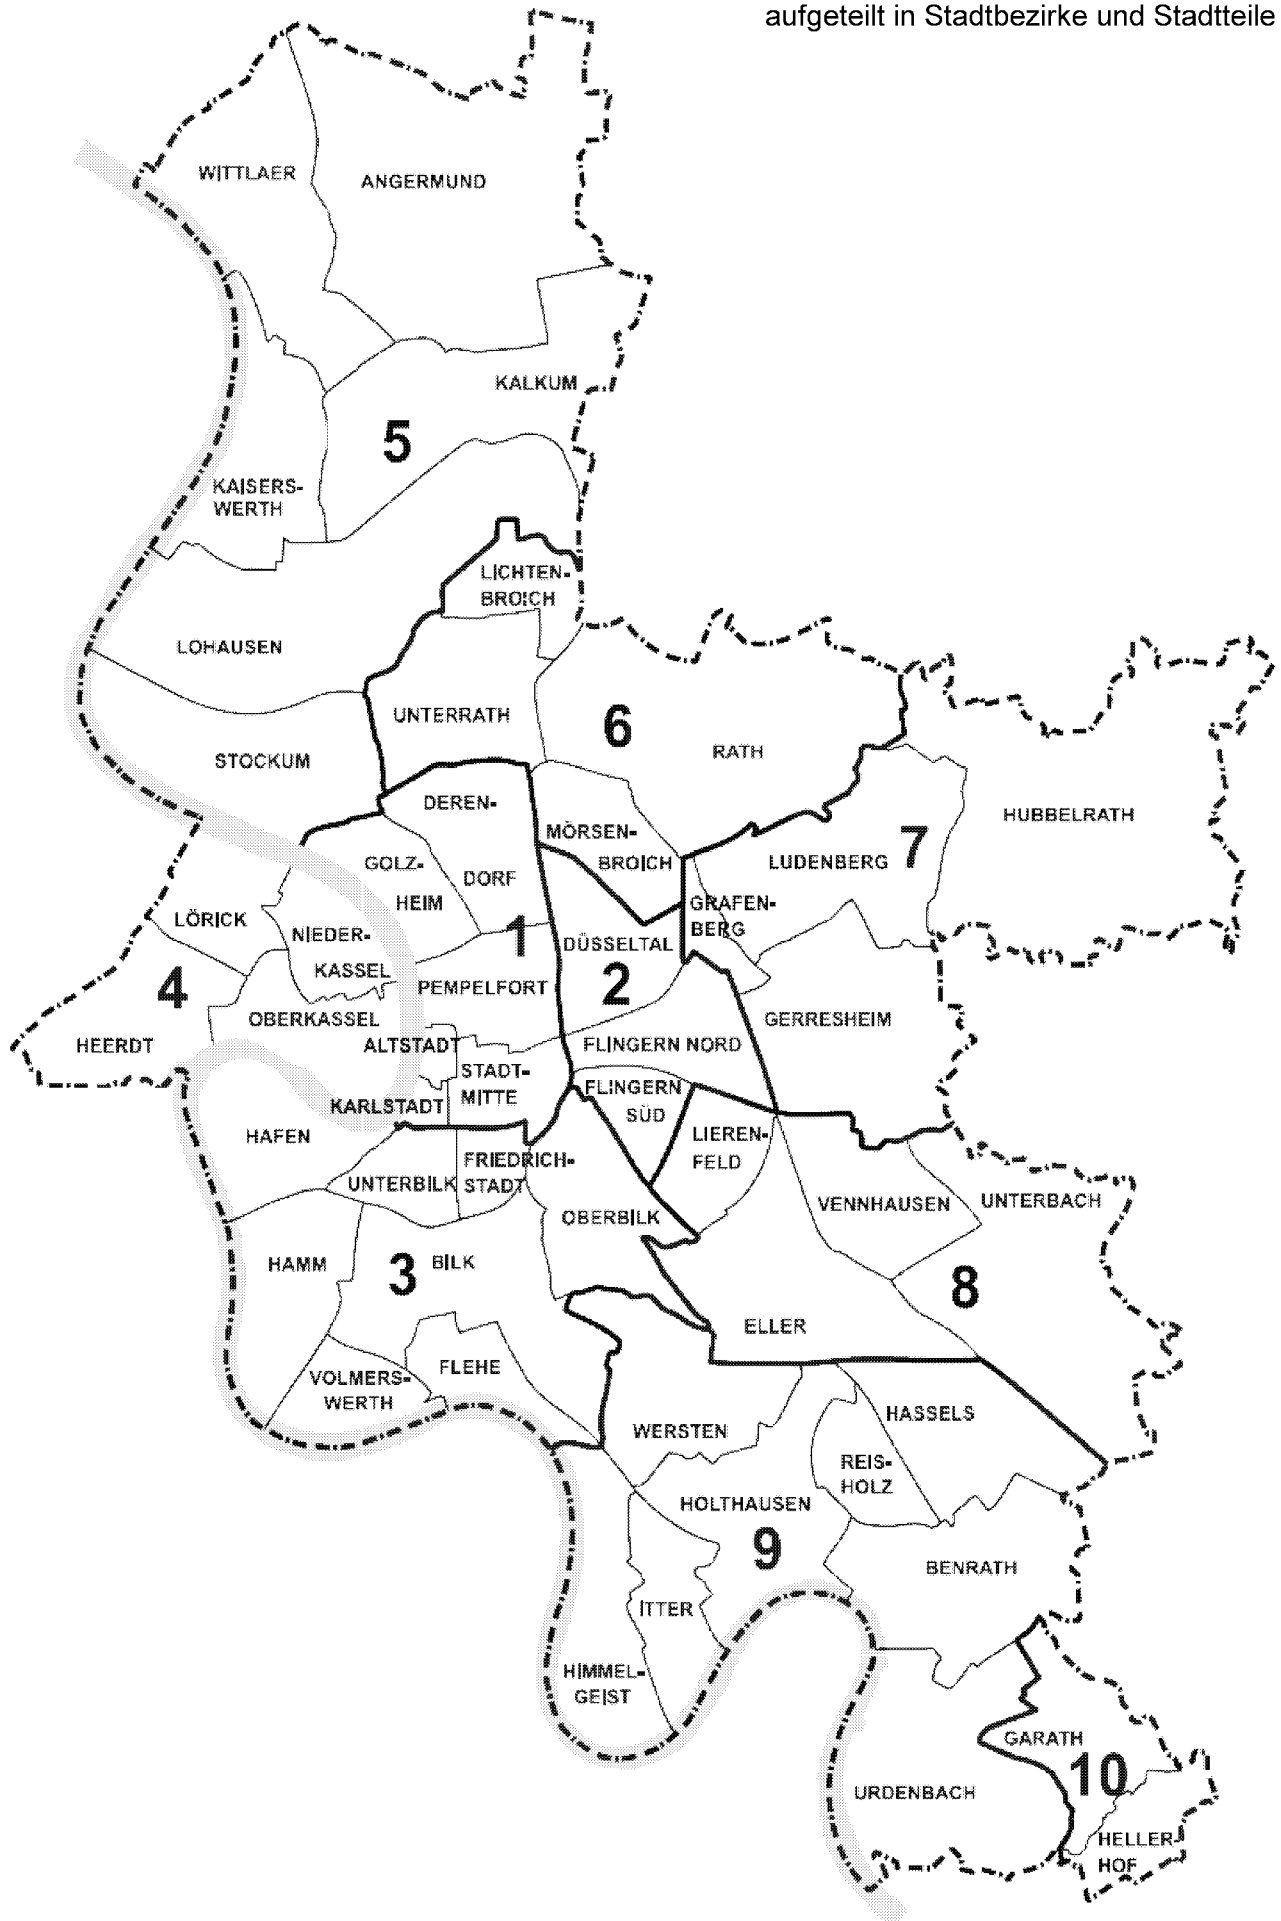 aufgeteilt in Stadtbezirke und Stadtteile
WITTLAER
ANGERMUND
KALKUM
5
KAISERS-
WERTH
LICHTEN-
BROICH
LOHAUSEN
UNTERRATH
6
RATH
STOCKUM
DEREN-
DORF
MÖRSEN-
BROICH
HUBBELRATH
7
LUDENBERG
GOLZ-
HEIM
GRAFEN-
BERG
LÖRICK
NIEDER-
KASSEL
1
DÜSSELTAL
2
4
PEMPELFORT
OBERKASSEL
GERRESHEIM
HEERDT
ALTSTADT
FLINGERN NORD
STADT-
MITTE
FLINGERN
SÜD
KARLSTADT
HAFEN
LIEREN-
FELD
UNTERBILK
FRIEDRICH-
STADT
VENNHAUSEN
UNTERBACH
OBERBILK
HAMM
3
BILK
8
ELLER
FLEHE
VOLMERS-
WERTH
WERSTEN
HASSELS
REIS-
HOLZ
HOLTHAUSEN
9
BENRATH
ITTER
HIMMEL-
GEIST
GARATH
10
URDENBACH
HELLER-
HOF